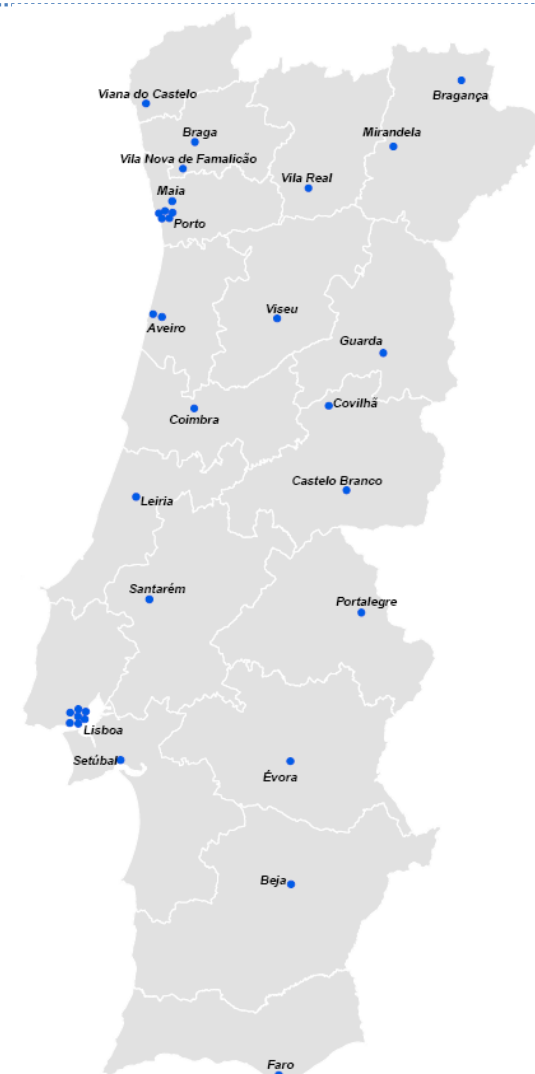 Viana do Castelo
Bragança
Braga
Mirandela
Vila Nova de Famalicão
Vila Real
Maia
Porto
Viseu
Aveiro
Guarda
Covilhã
Coimbra
Castelo Branco
Leiria
Santarém
Portalegre
Lisboa
Setúbal
Évora
Beja
Faro